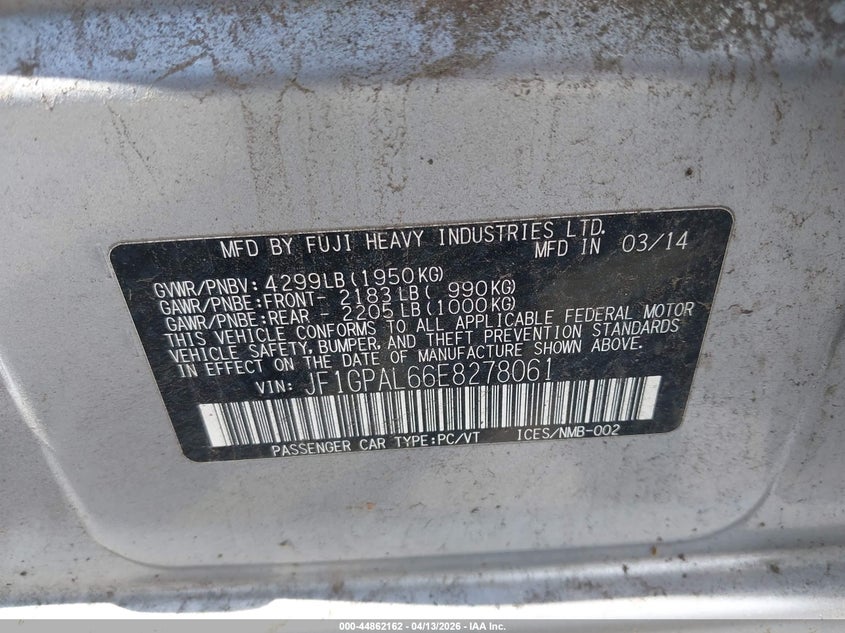 MFD BY FUJI HEAVY INDUSTRIES LTD.
MFD IN 03/14
GVWR/PNBV: 4299LB(1950KG)
GAWR/PNBE:FRONT- 2183LB( 990KG)
GAWR/PNBE:REAR - 2205LB(1000KG)
THIS VEHICLE CONFORMS TO ALL APPLICABLE FEDERAL MOTOR
VEHICLE SAFETY, BUMPER, AND THEFT PREVENTION STANDARDS
IN EFFECT ON THE DATE OF MANUFACTURE SHOWN ABOVE.
VIN: JF1GPAL66E8278061
PASSENGER CAR TYPE:PC/VT ICES/NMB-002
000-44862162 - 04/13/2026 - IAA Inc.